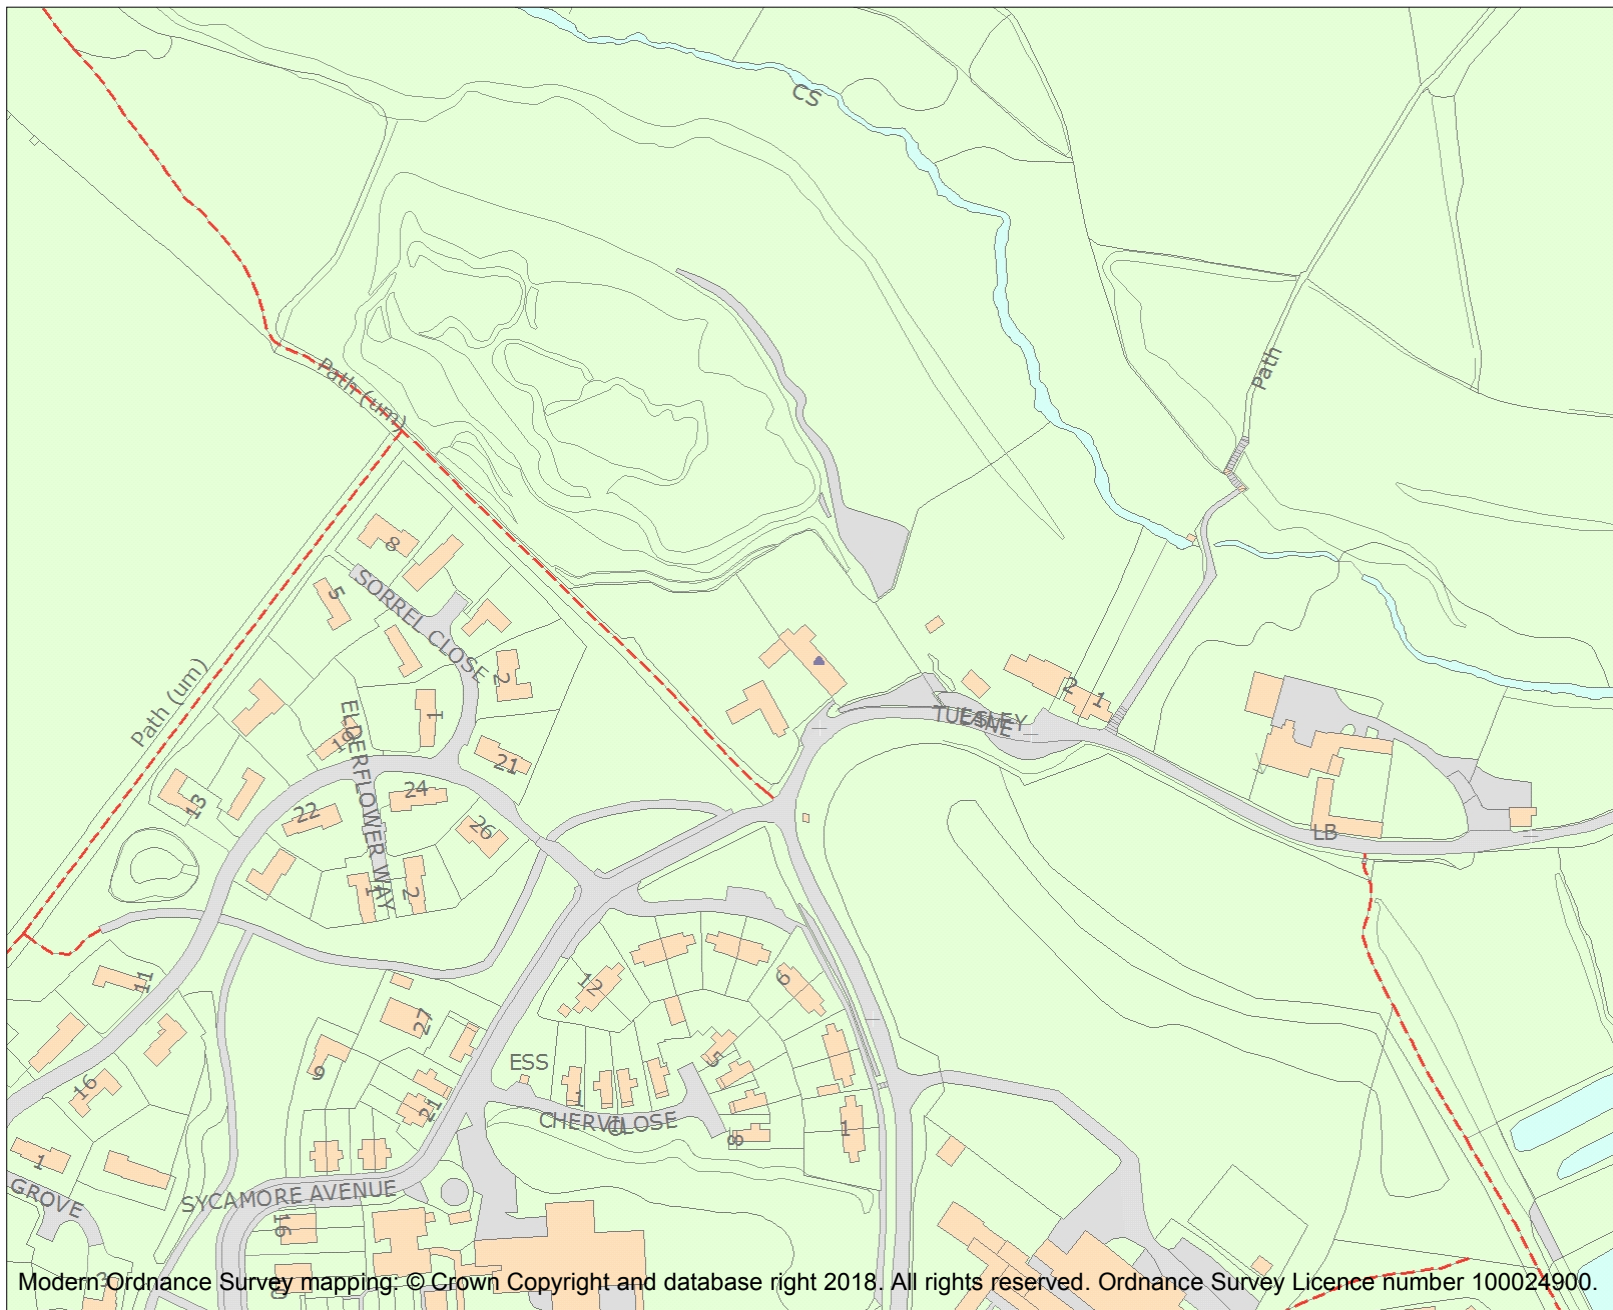 CS
Path
Path (um)
8
5
SORREL CLOSE
2
Path (um)
ELDERFLOWER WAY
19
1
21
2
1
TUESLEY
LANE
13
22
24
26
LB
1
2
11
12
6
27
ESS
5
9
16
21
1
CHERVIL
CLOSE
8
1
1
GROVE
SYCAMORE AVENUE
16
3
Modern Ordnance Survey mapping: © Crown Copyright and database right 2018. All rights reserved. Ordnance Survey Licence number 100024900.